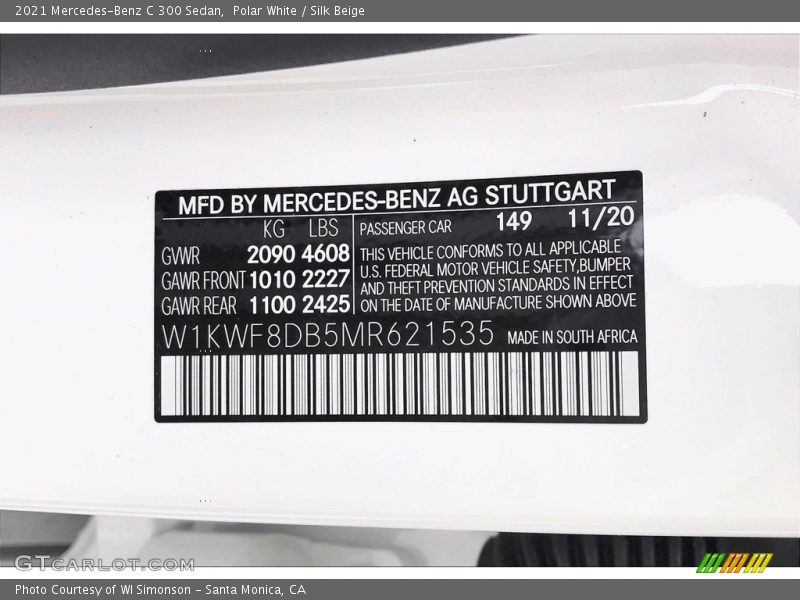 2021 Mercedes-Benz C 300 Sedan, Polar White / Silk Beige
MFD BY MERCEDES-BENZ AG STUTTGART
KG LBS
GVWR 2090 4608
GAWR FRONT 1010 2227
GAWR REAR 1100 2425
PASSENGER CAR 149 11/20
THIS VEHICLE CONFORMS TO ALL APPLICABLE
U.S. FEDERAL MOTOR VEHICLE SAFETY,BUMPER
AND THEFT PREVENTION STANDARDS IN EFFECT
ON THE DATE OF MANUFACTURE SHOWN ABOVE
W1KWF8DB5MR621535 MADE IN SOUTH AFRICA
GTCARLOT.COM
Photo Courtesy of WI Simonson - Santa Monica, CA